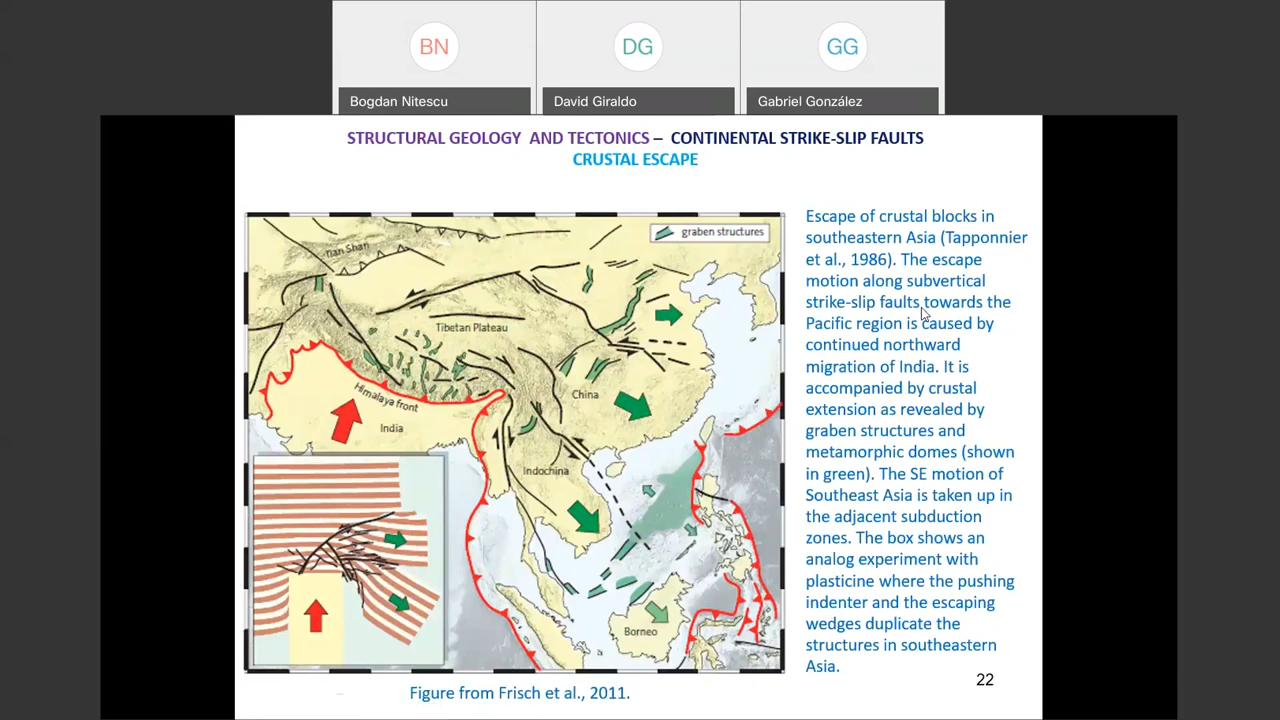 BN
DG
GG
Bogdan Nitescu
David Giraldo
Gabriel González
STRUCTURAL GEOLOGY AND TECTONICS – CONTINENTAL STRIKE-SLIP FAULTS
CRUSTAL ESCAPE
graben structures
Tian Shan
Tibetan Plateau
Himalaya front
India
China
Indochina
Borneo
Escape of crustal blocks in
southeastern Asia (Tapponnier
et al., 1986). The escape
motion along subvertical
strike-slip faults towards the
Pacific region is caused by
continued northward
migration of India. It is
accompanied by crustal
extension as revealed by
graben structures and
metamorphic domes (shown
in green). The SE motion of
Southeast Asia is taken up in
the adjacent subduction
zones. The box shows an
analog experiment with
plasticine where the pushing
indenter and the escaping
wedges duplicate the
structures in southeastern
Asia.
22
Figure from Frisch et al., 2011.